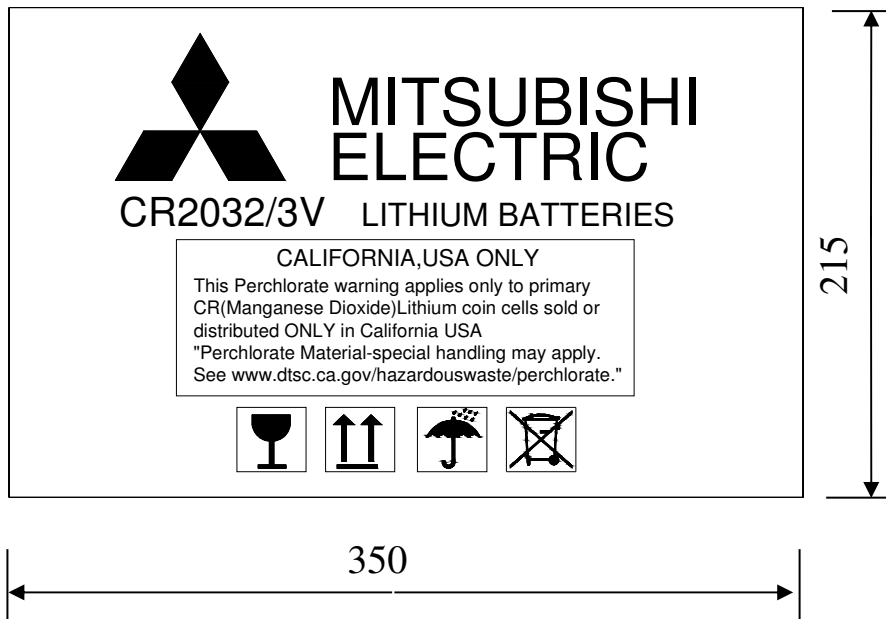 MITSUBISHI
ELECTRIC
CR2032/3V LITHIUM BATTERIES
CALIFORNIA,USA ONLY
This Perchlorate warning applies only to primary
CR(Manganese Dioxide)Lithium coin cells sold or
distributed ONLY in California USA
"Perchlorate Material-special handling may apply.
See www.dtsc.ca.gov/hazardouswaste/perchlorate."
215
350